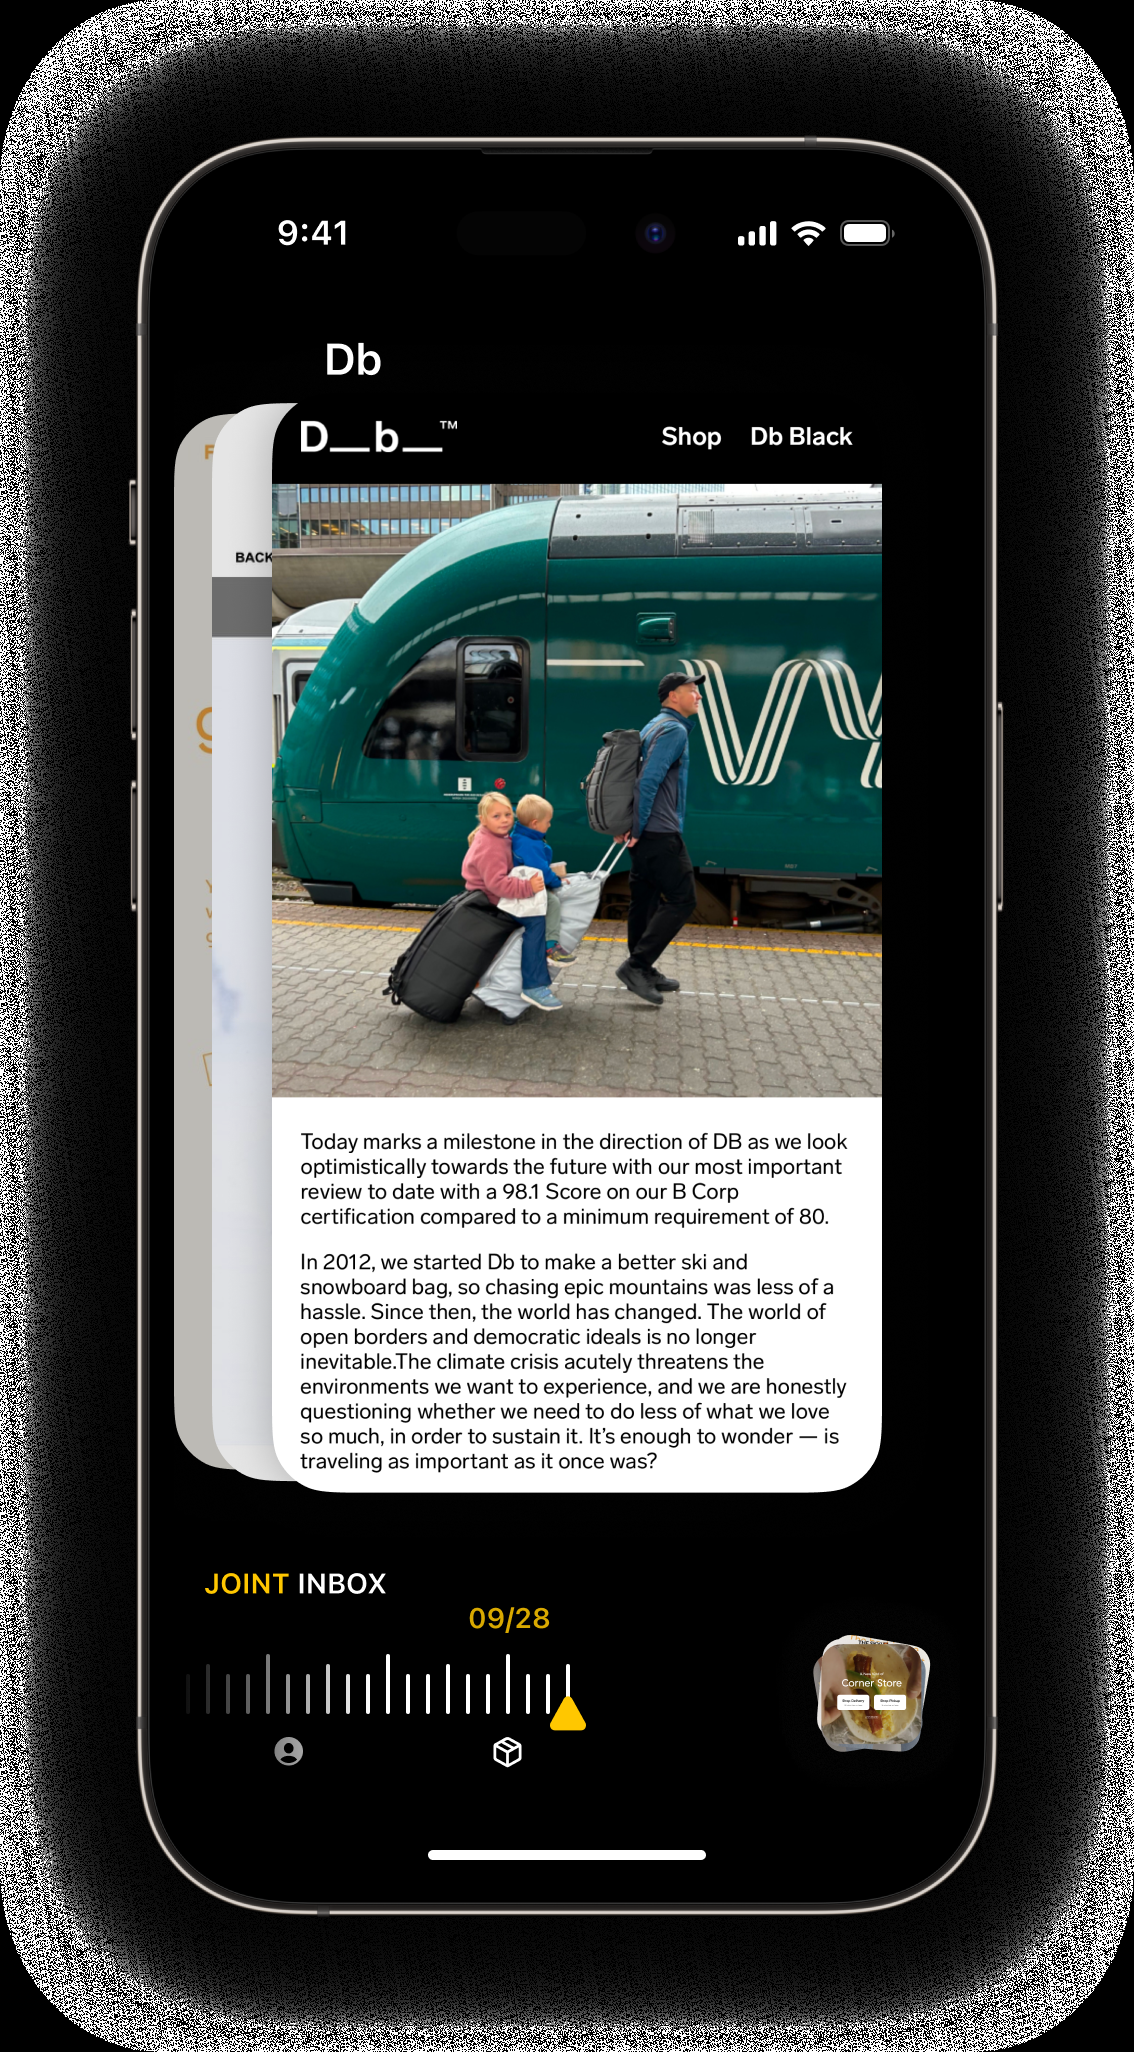 9:41
Db
D__b__™
Shop Db Black
BACK
Today marks a milestone in the direction of DB as we look
optimistically towards the future with our most important
review to date with a 98.1 Score on our B Corp
certification compared to a minimum requirement of 80.
In 2012, we started Db to make a better ski and
snowboard bag, so chasing epic mountains was less of a
hassle. Since then, the world has changed. The world of
open borders and democratic ideals is no longer
inevitable.The climate crisis acutely threatens the
environments we want to experience, and we are honestly
questioning whether we need to do less of what we love
so much, in order to sustain it. It’s enough to wonder — is
traveling as important as it once was?
JOINT INBOX
09/28
Corner Store
Shop Delivery Shop Pickup